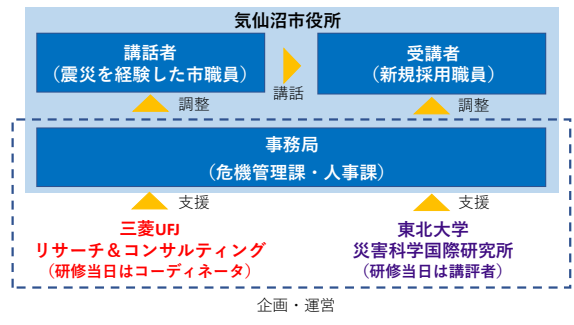 気仙沼市役所
講話者
（震災を経験した市職員）
講話
受講者
（新規採用職員）
調整
調整
事務局
（危機管理課・人事課）
支援
支援
三菱UFJ
リサーチ＆コンサルティング
（研修当日はコーディネータ）
東北大学
災害科学国際研究所
（研修当日は講評者）
企画・運営